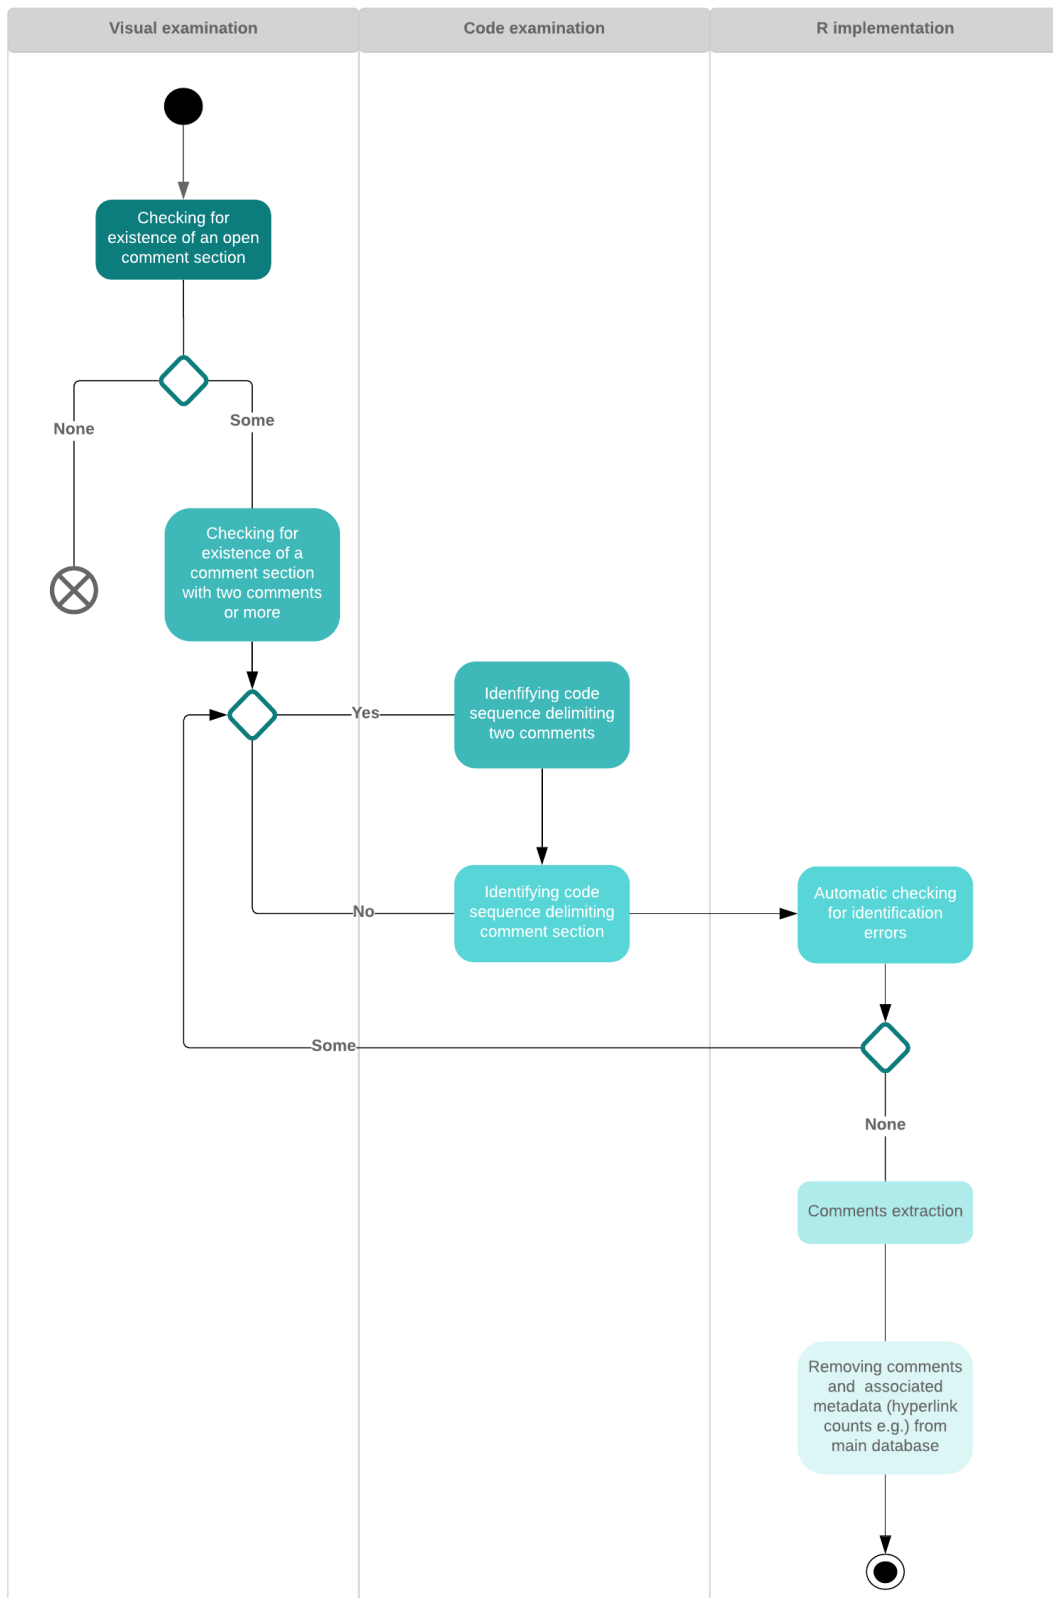 Visual examination
Code examination
R implementation
Checking for
existence of an open
comment section
None
Some
Checking for
existence of a
comment section
with two comments
or more
Yes
Idenfifying code
sequence delimiting
two comments
No
Identifying code
sequence delimiting
comment section
Automatic checking
for identification
errors
Some
None
Comments extraction
Removing comments
and associated
metadata (hyperlink
counts e.g.) from
main database